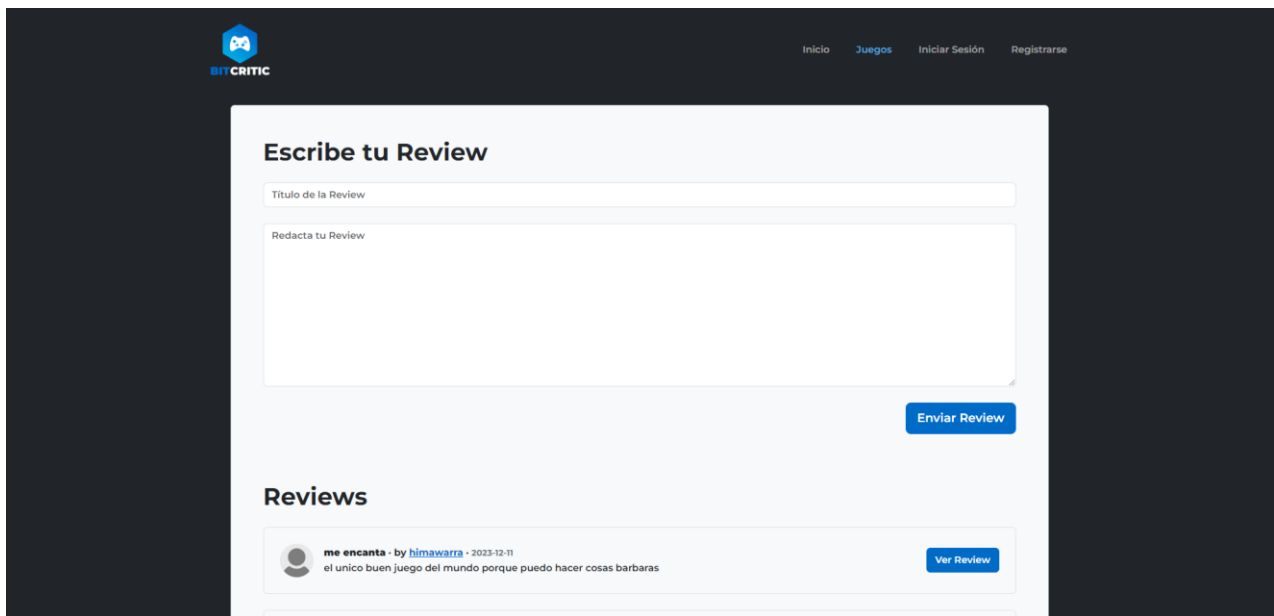 BITCRITIC
Inicio Juegos Iniciar Sesión Registrarse
Escribe tu Review
Título de la Review
Redacta tu Review
Enviar Review
Reviews
me encanta - by himawarra - 2023-12-11
el unico buen juego del mundo porque puedo hacer cosas barbaras
Ver Review